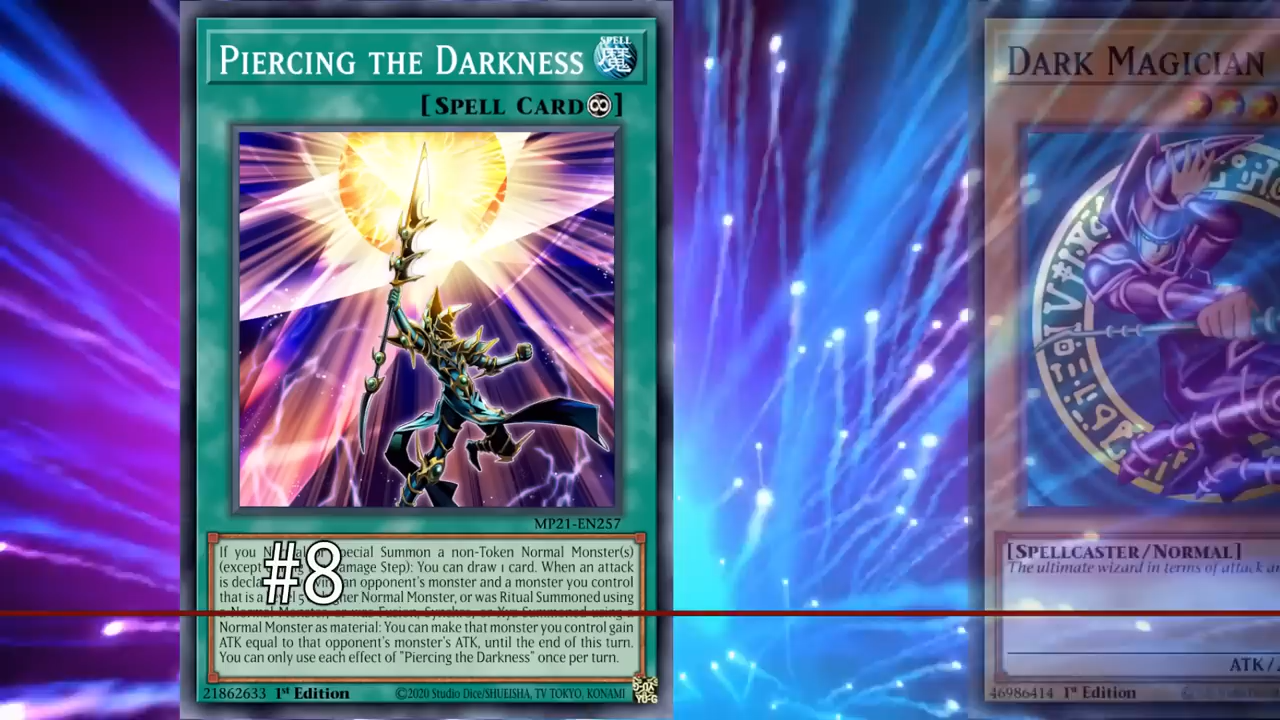 PIERCING THE DARKNESS
SPELL
魔
[SPELL CARD]
MP21-EN257
If you pecial Summon a non-Token Normal Monster(s)
(except amage Step): You can draw 1 card. When an attack
is an opponent's monster and a monster you control
that is a Normal Monster, or was Ritual Summoned using
Normal Monster as material: You can make that monster you control gain
ATK equal to that opponent's monster's ATK, until the end of this turn.
You can only use each effect of "Piercing the Darkness" once per turn.
#8
21862633 1st Edition ©2020 Studio Dice/SHUEISHA, TV TOKYO, KONAMI
DARK MAGICIAN
[SPELLCASTER/NORMAL]
The ultimate wizard in terms of attack
ATK/
46986414 1st Edition